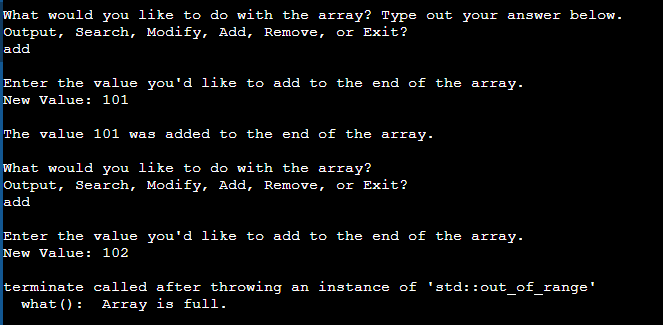 What would you like to do with the array? Type out your answer below.
Output, Search, Modify, Add, Remove, or Exit?
add
Enter the value you'd like to add to the end of the array.
New Value: 101
The value 101 was added to the end of the array.
What would you like to do with the array?
Output, Search, Modify, Add, Remove, or Exit?
add
Enter the value you'd like to add to the end of the array.
New Value: 102
terminate called after throwing an instance of 'std::out_of_range'
  what():  Array is full.